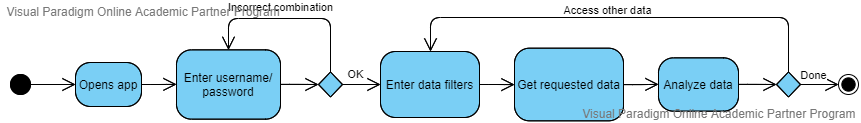 Visual Paradigm Online Academic Partner Program
Incorrect combination
Access other data
Opens app
Enter username/
password
OK
Enter data filters
Get requested data
Analyze data
Done
Visual Paradigm Online Academic Partner Program